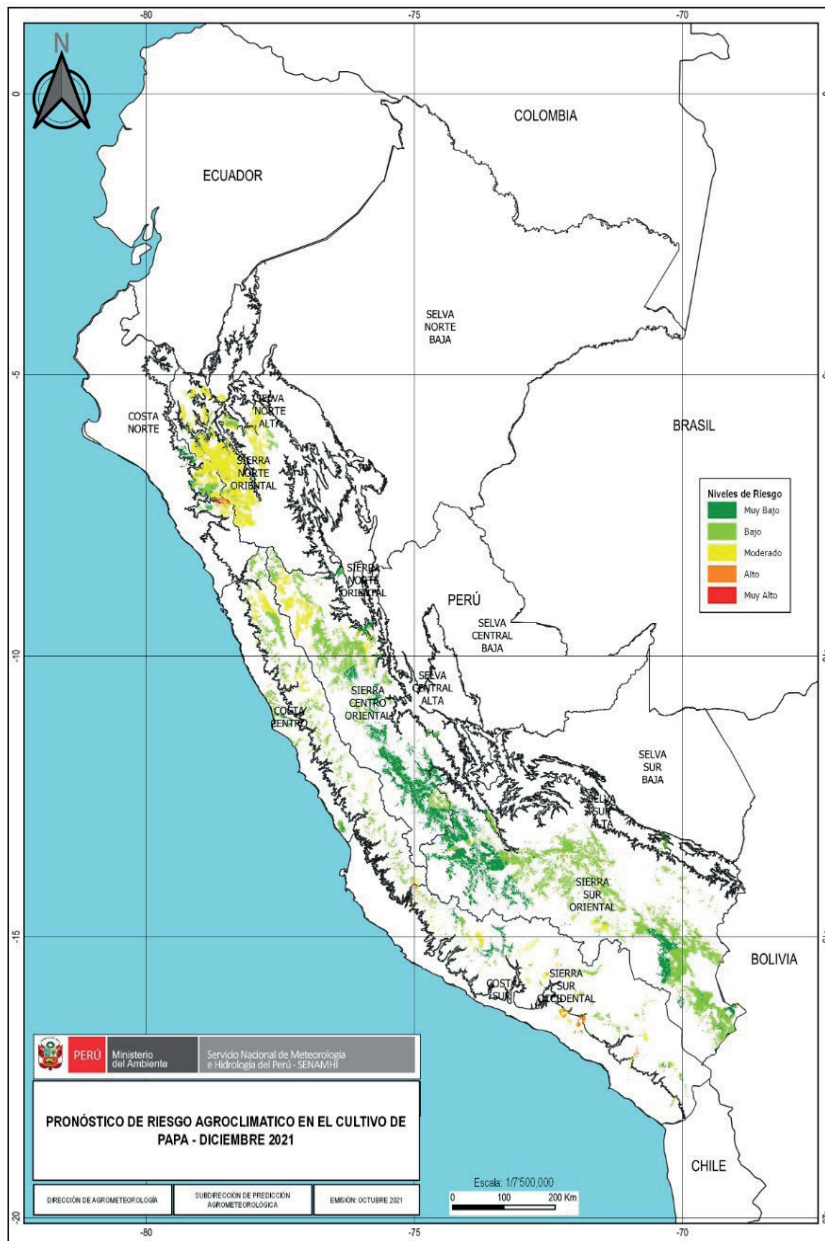 -80
-75
-70
N
0
COLOMBIA
ECUADOR
SELVA
NORTE
BAJA
-5
COSTA
NORTE
SELVA
NORTE
ALTA
BRASIL
SIERRA
NORTE
ORIENTAL
Niveles de Riesgo
Muy Bajo
Bajo
Moderado
Alto
Muy Alto
SIERRA
NORTE
ORIENTAL
PERÚ
SELVA
CENTRAL
BAJA
-10
SELVA
CENTRAL
ALTA
SIERRA
CENTRO
ORIENTAL
COSTA
CENTRO
SELVA
SUR
BAJA
SELVA
SUR
ALTA
SIERRA
SUR
ORIENTAL
-15
BOLIVIA
COSTA
SUR
SIERRA
SUR
OCCIDENTAL
PERÚ
Ministerio
del Ambiente
Servicio Nacional de Meteorología
e Hidrología del Perú - SENAMHI
PRONÓSTICO DE RIESGO AGROCLIMATICO EN EL CULTIVO DE
PAPA - DICIEMBRE 2021
DIRECCIÓN DE AGROMETEOROLOGÍA
SUBDIRECCIÓN DE PREDICCIÓN
AGROMETEOROLÓGICA
EMISIÓN: OCTUBRE 2021
Escala: 1/7'500,000
0 100 200 Km
CHILE
-20
-80
-75
-70